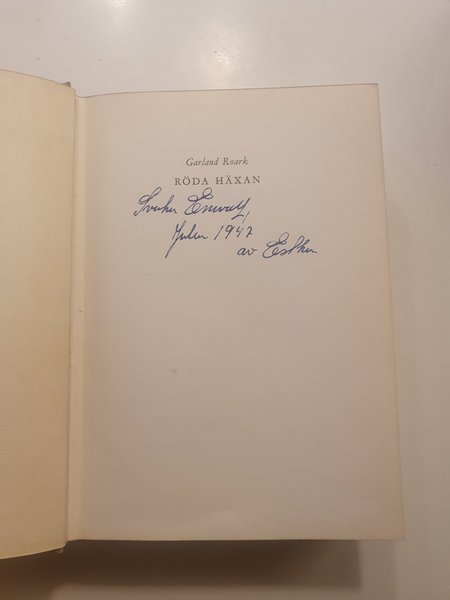 Garland Roark
RÖDA HÄXAN
Sverker Enwall,
Julen 1947
av Esther